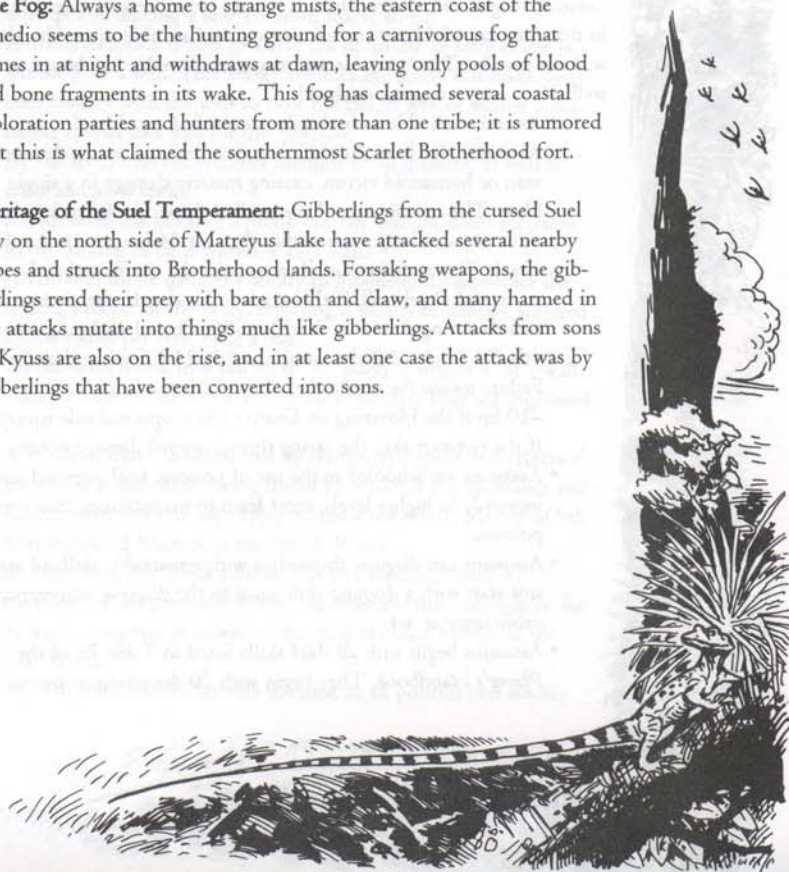 e Fog: Always a home to strange mists, the eastern coast of the
medio seems to be the hunting ground for a carnivorous fog that
nes in at night and withdraws at dawn, leaving only pools of blood
d bone fragments in its wake. This fog has claimed several coastal
ploration parties and hunters from more than one tribe; it is rumored
t this is what claimed the southernmost Scarlet Brotherhood fort.
ritage of the Suel Temperament: Gibberlings from the cursed Suel
y on the north side of Matreyus Lake have attacked several nearby
bes and struck into Brotherhood lands. Forsaking weapons, the gib-
rlings rend their prey with bare tooth and claw, and many harmed in
attacks mutate into things much like gibberlings. Attacks from sons
Kyuss are also on the rise, and in at least one case the attack was by
bberlings that have been converted into sons.